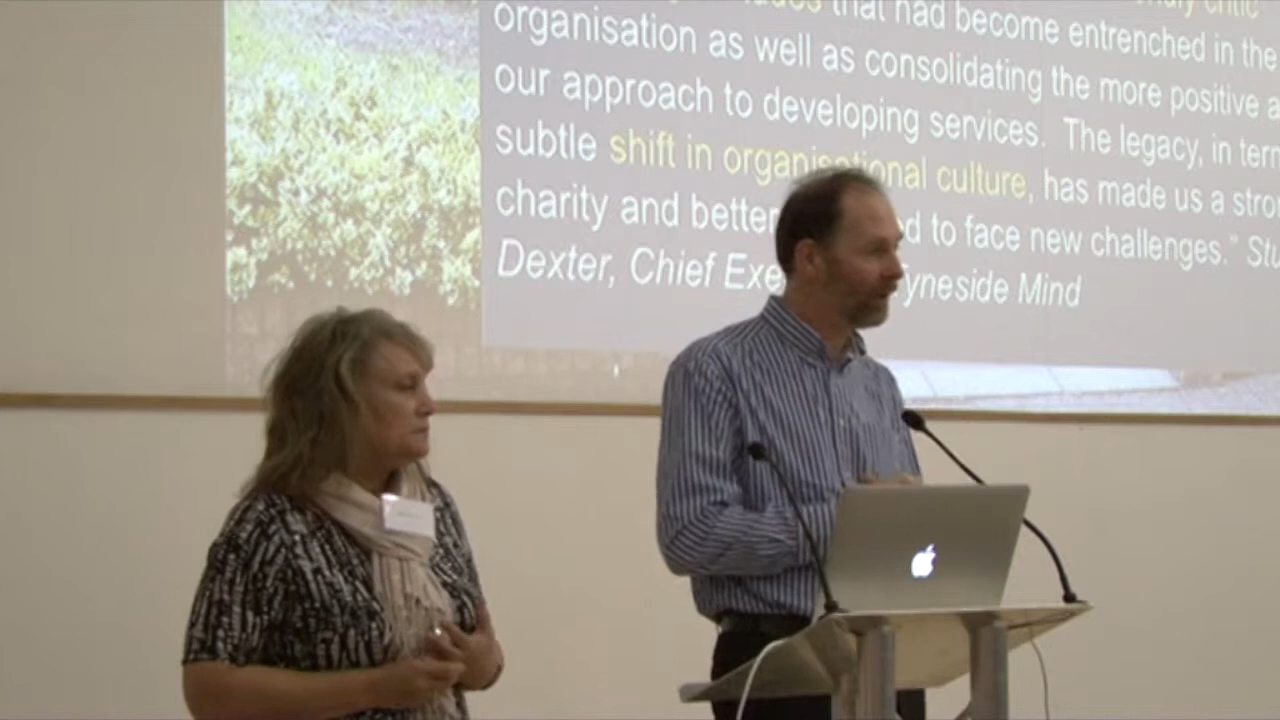 that had become entrenched in the
organisation as well as consolidating the more positive a
our approach to developing services. The legacy, in term
subtle shift in organisational culture, has made us a stro
charity and better d to face new challenges." Stu
Dexter, Chief Exe yneside Mind